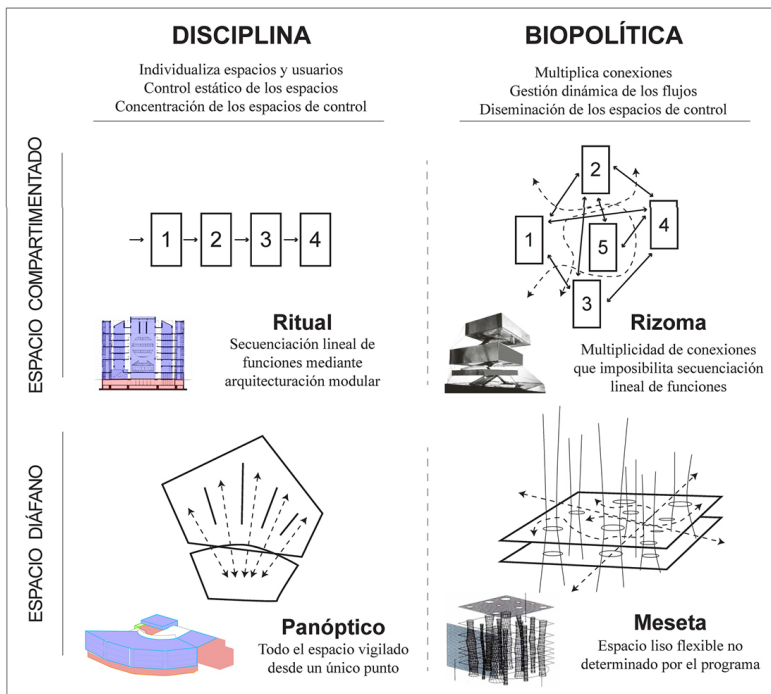 DISCIPLINA
Individualiza espacios y usuarios
Control estático de los espacios
Concentración de los espacios de control
BIOPOLÍTICA
Multiplica conexiones
Gestión dinámica de los flujos
Diseminación de los espacios de control
ESPACIO COMPARTIMENTADO
1 2 3 4
Ritual
Secuenciación lineal de
funciones mediante
arquitecturación modular
2
1
4
5
3
Rizoma
Multiplicidad de conexiones
que imposibilita secuenciación
lineal de funciones
ESPACIO DIÁFANO
Panóptico
Todo el espacio vigilado
desde un único punto
Meseta
Espacio liso flexible no
determinado por el programa